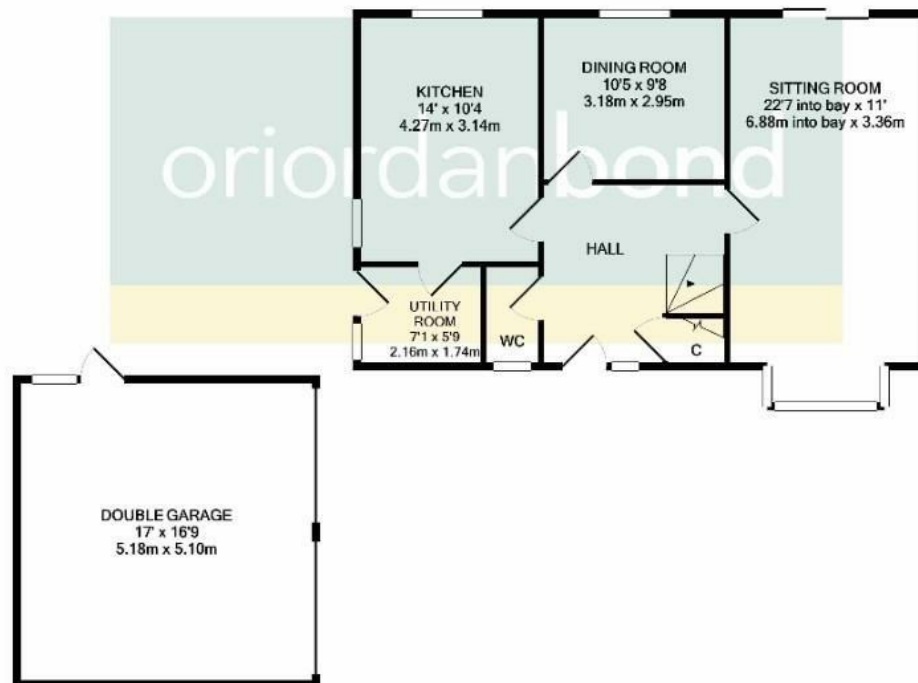 KITCHEN
14' x 10'4
4.27m x 3.14m
DINING ROOM
10'5 x 9'8
3.18m x 2.95m
SITTING ROOM
22'7 into bay x 11'
6.88m into bay x 3.36m
oriordanbond
HALL
UTILITY
ROOM
7'1 x 5'9
2.16m x 1.74m
WC
C
DOUBLE GARAGE
17' x 16'9
5.18m x 5.10m